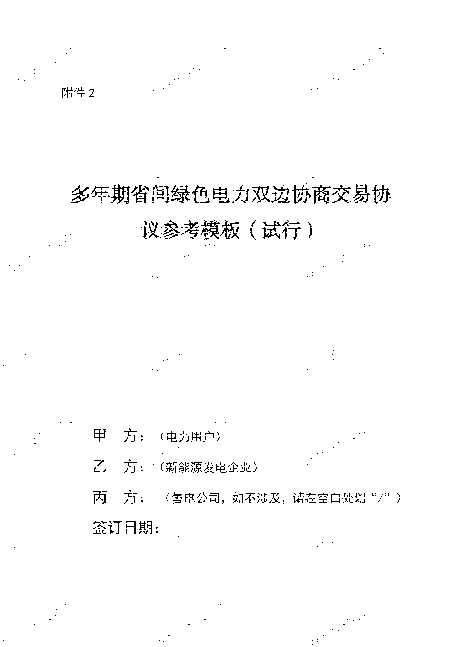 附件 2
多年期省间绿色电力双边协商交易协
议参考模板（试行）
甲　方：（电力用户）
乙　方：（新能源发电企业）
丙　方：（售电公司，如不涉及，请在空白处划“/”）
签订日期：